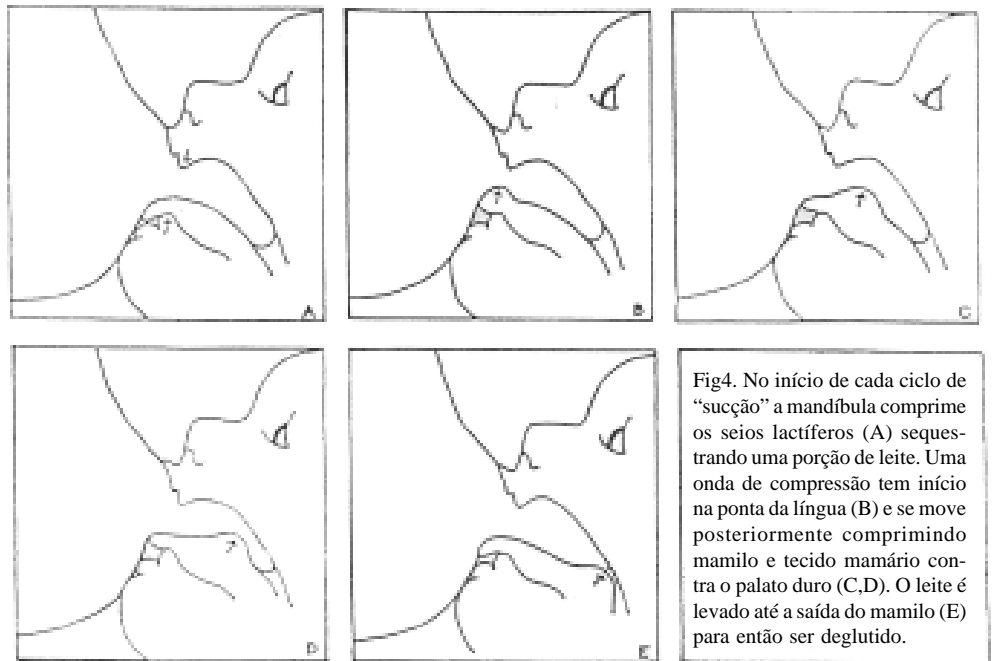 A
B
C
D
E
Fig4. No início de cada ciclo de
“sucção” a mandíbula comprime
os seios lactíferos (A) seques-
trando uma porção de leite. Uma
onda de compressão tem início
na ponta da língua (B) e se move
posteriormente comprimindo
mamilo e tecido mamário con-
tra o palato duro (C,D). O leite é
levado até a saída do mamilo (E)
para então ser deglutido.